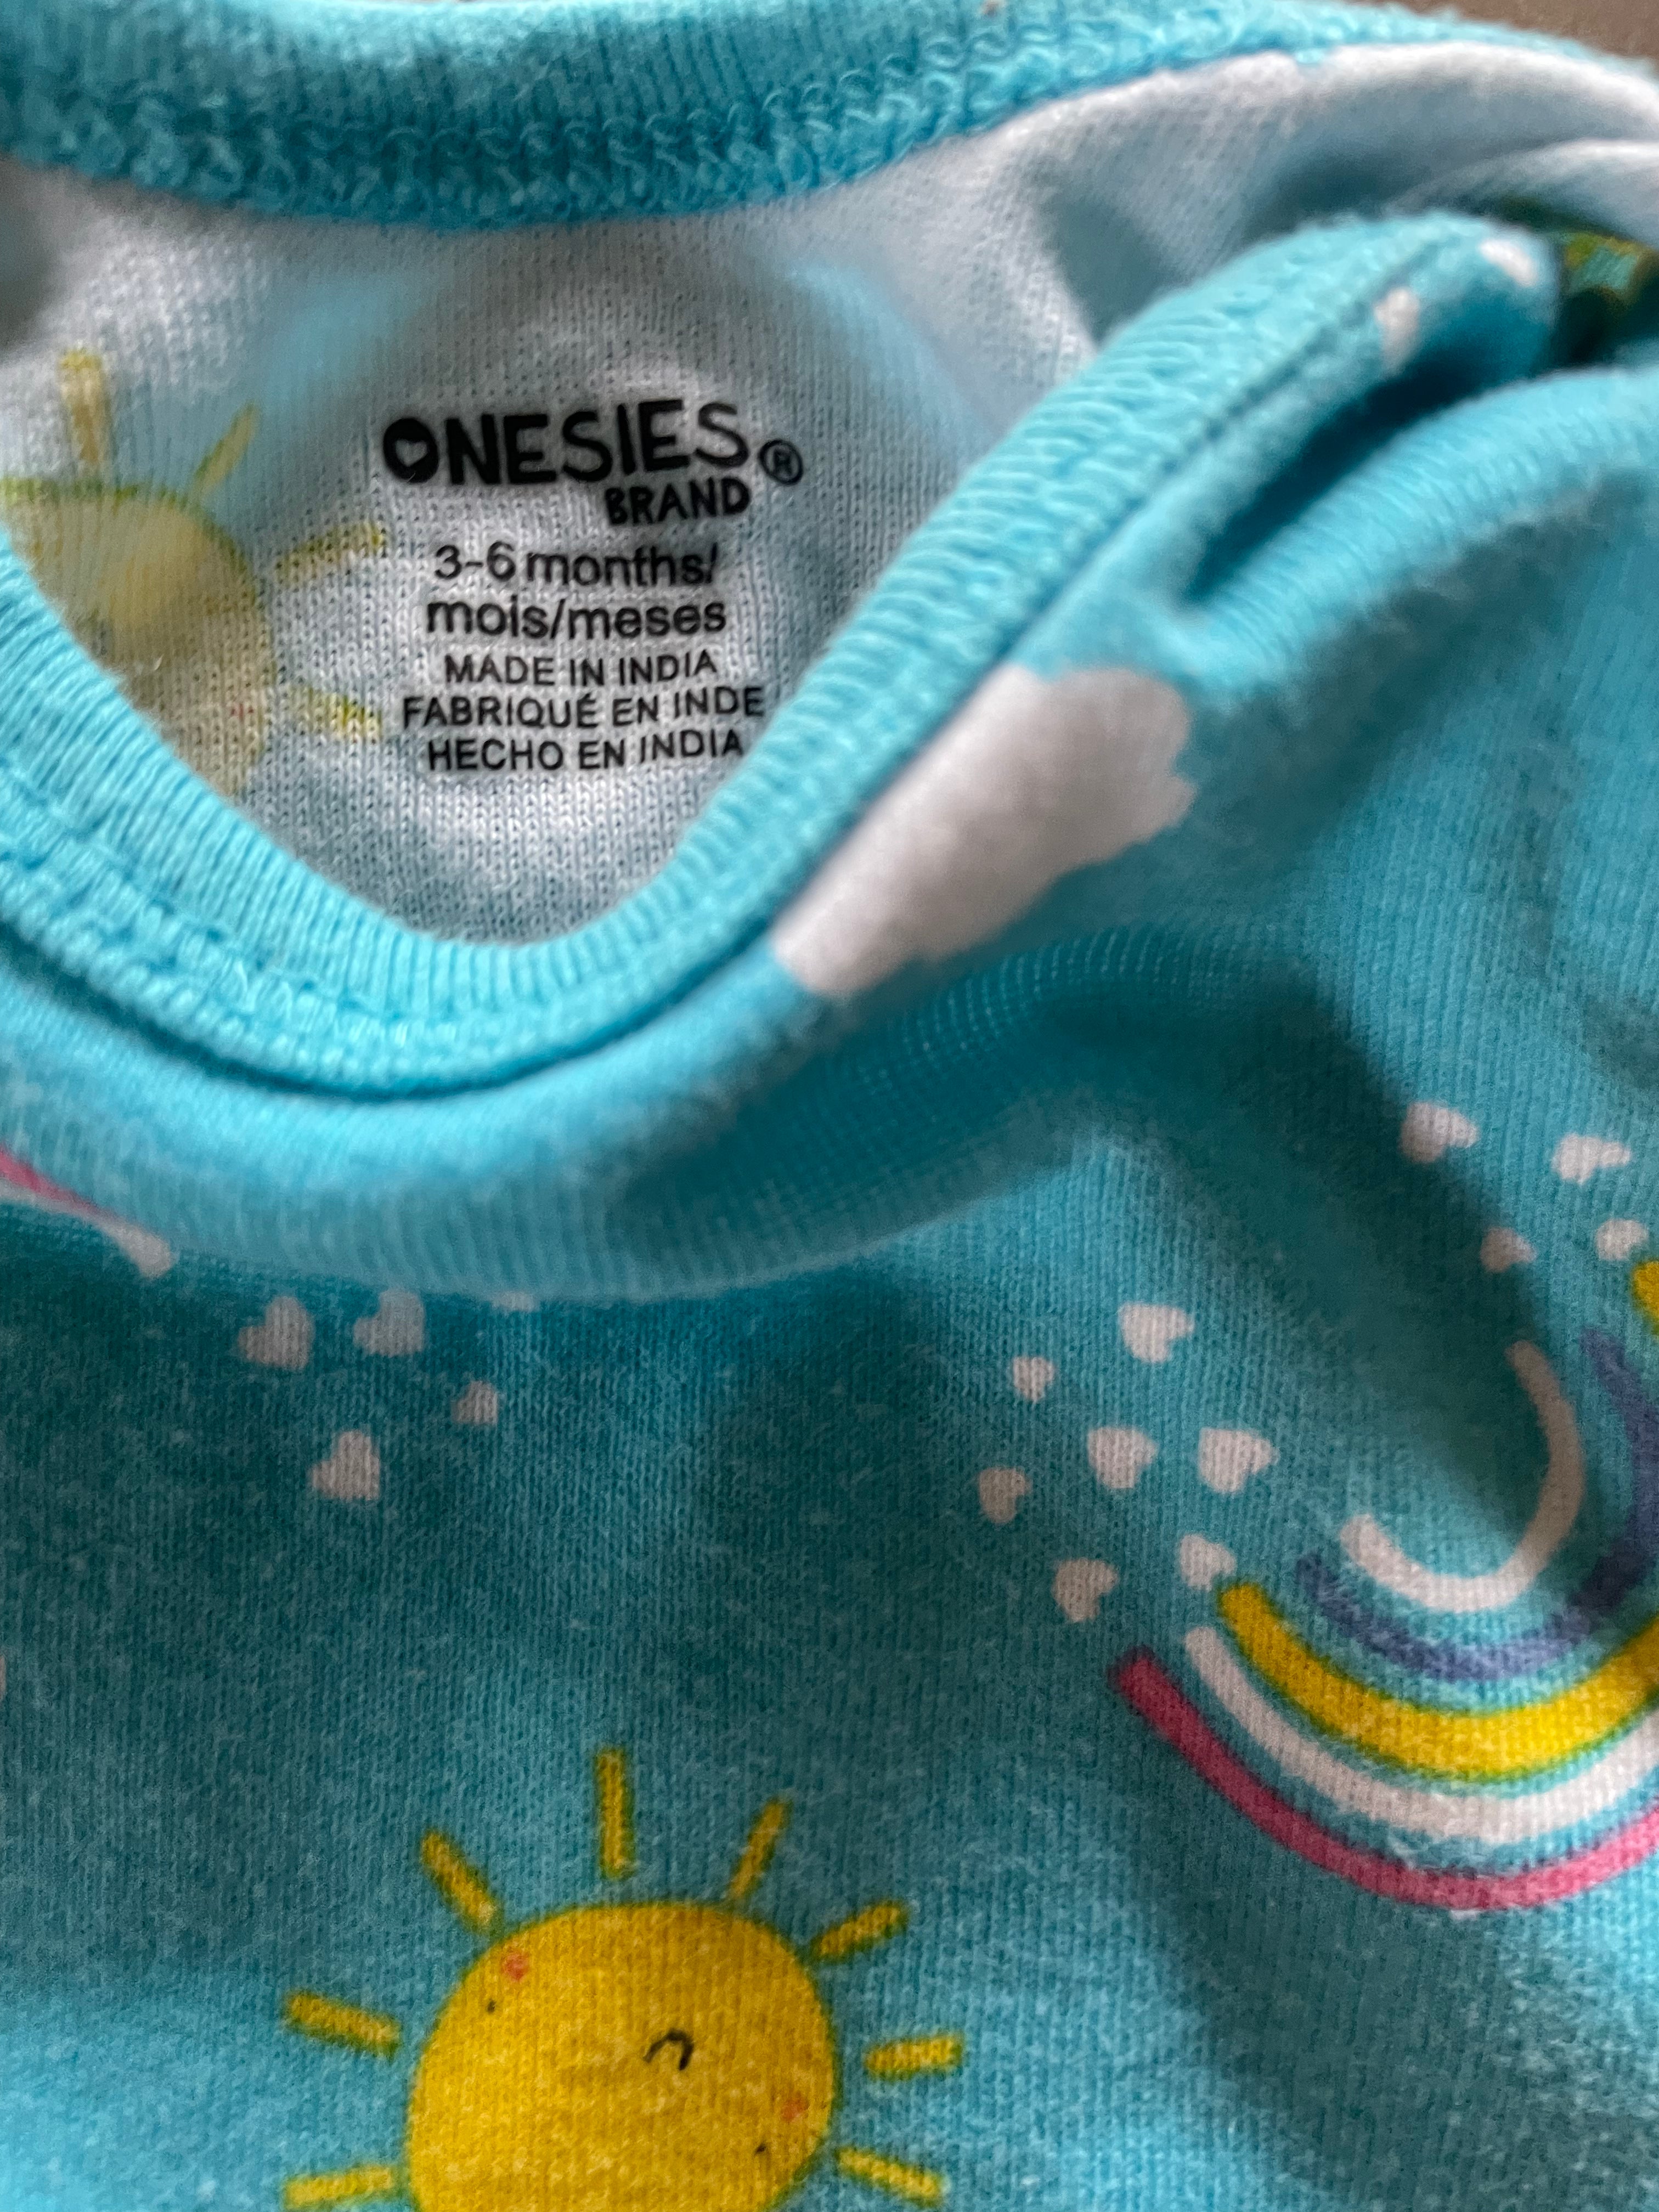 ONESIES®
BRAND
3-6 months/
mois/meses
MADE IN INDIA
FABRIQUÉ EN INDE
HECHO EN INDIA